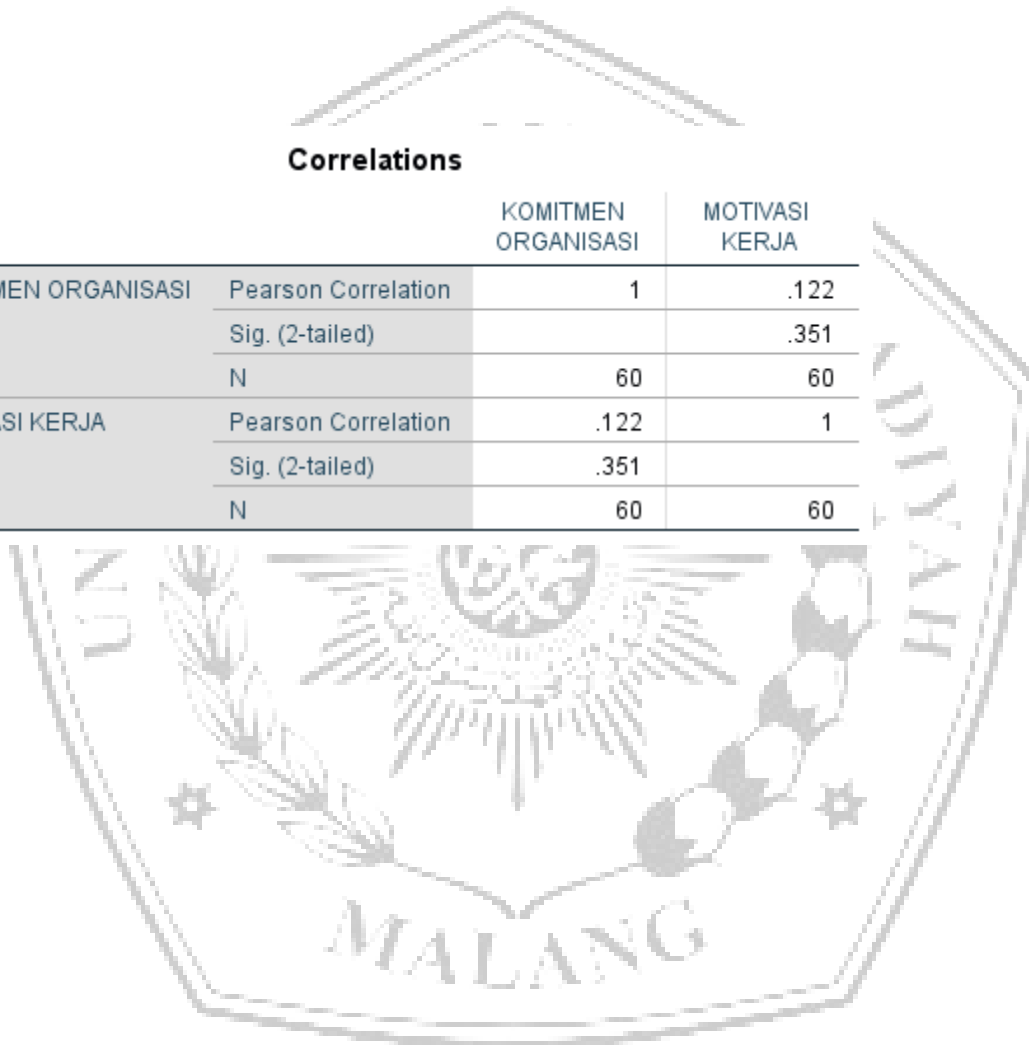 Correlations
KOMITMEN ORGANISASI MOTIVASI KERJA
MEN ORGANISASI Pearson Correlation 1 .122
Sig. (2-tailed) .351
N 60 60
ASI KERJA Pearson Correlation .122 1
Sig. (2-tailed) .351
N 60 60
MALANG